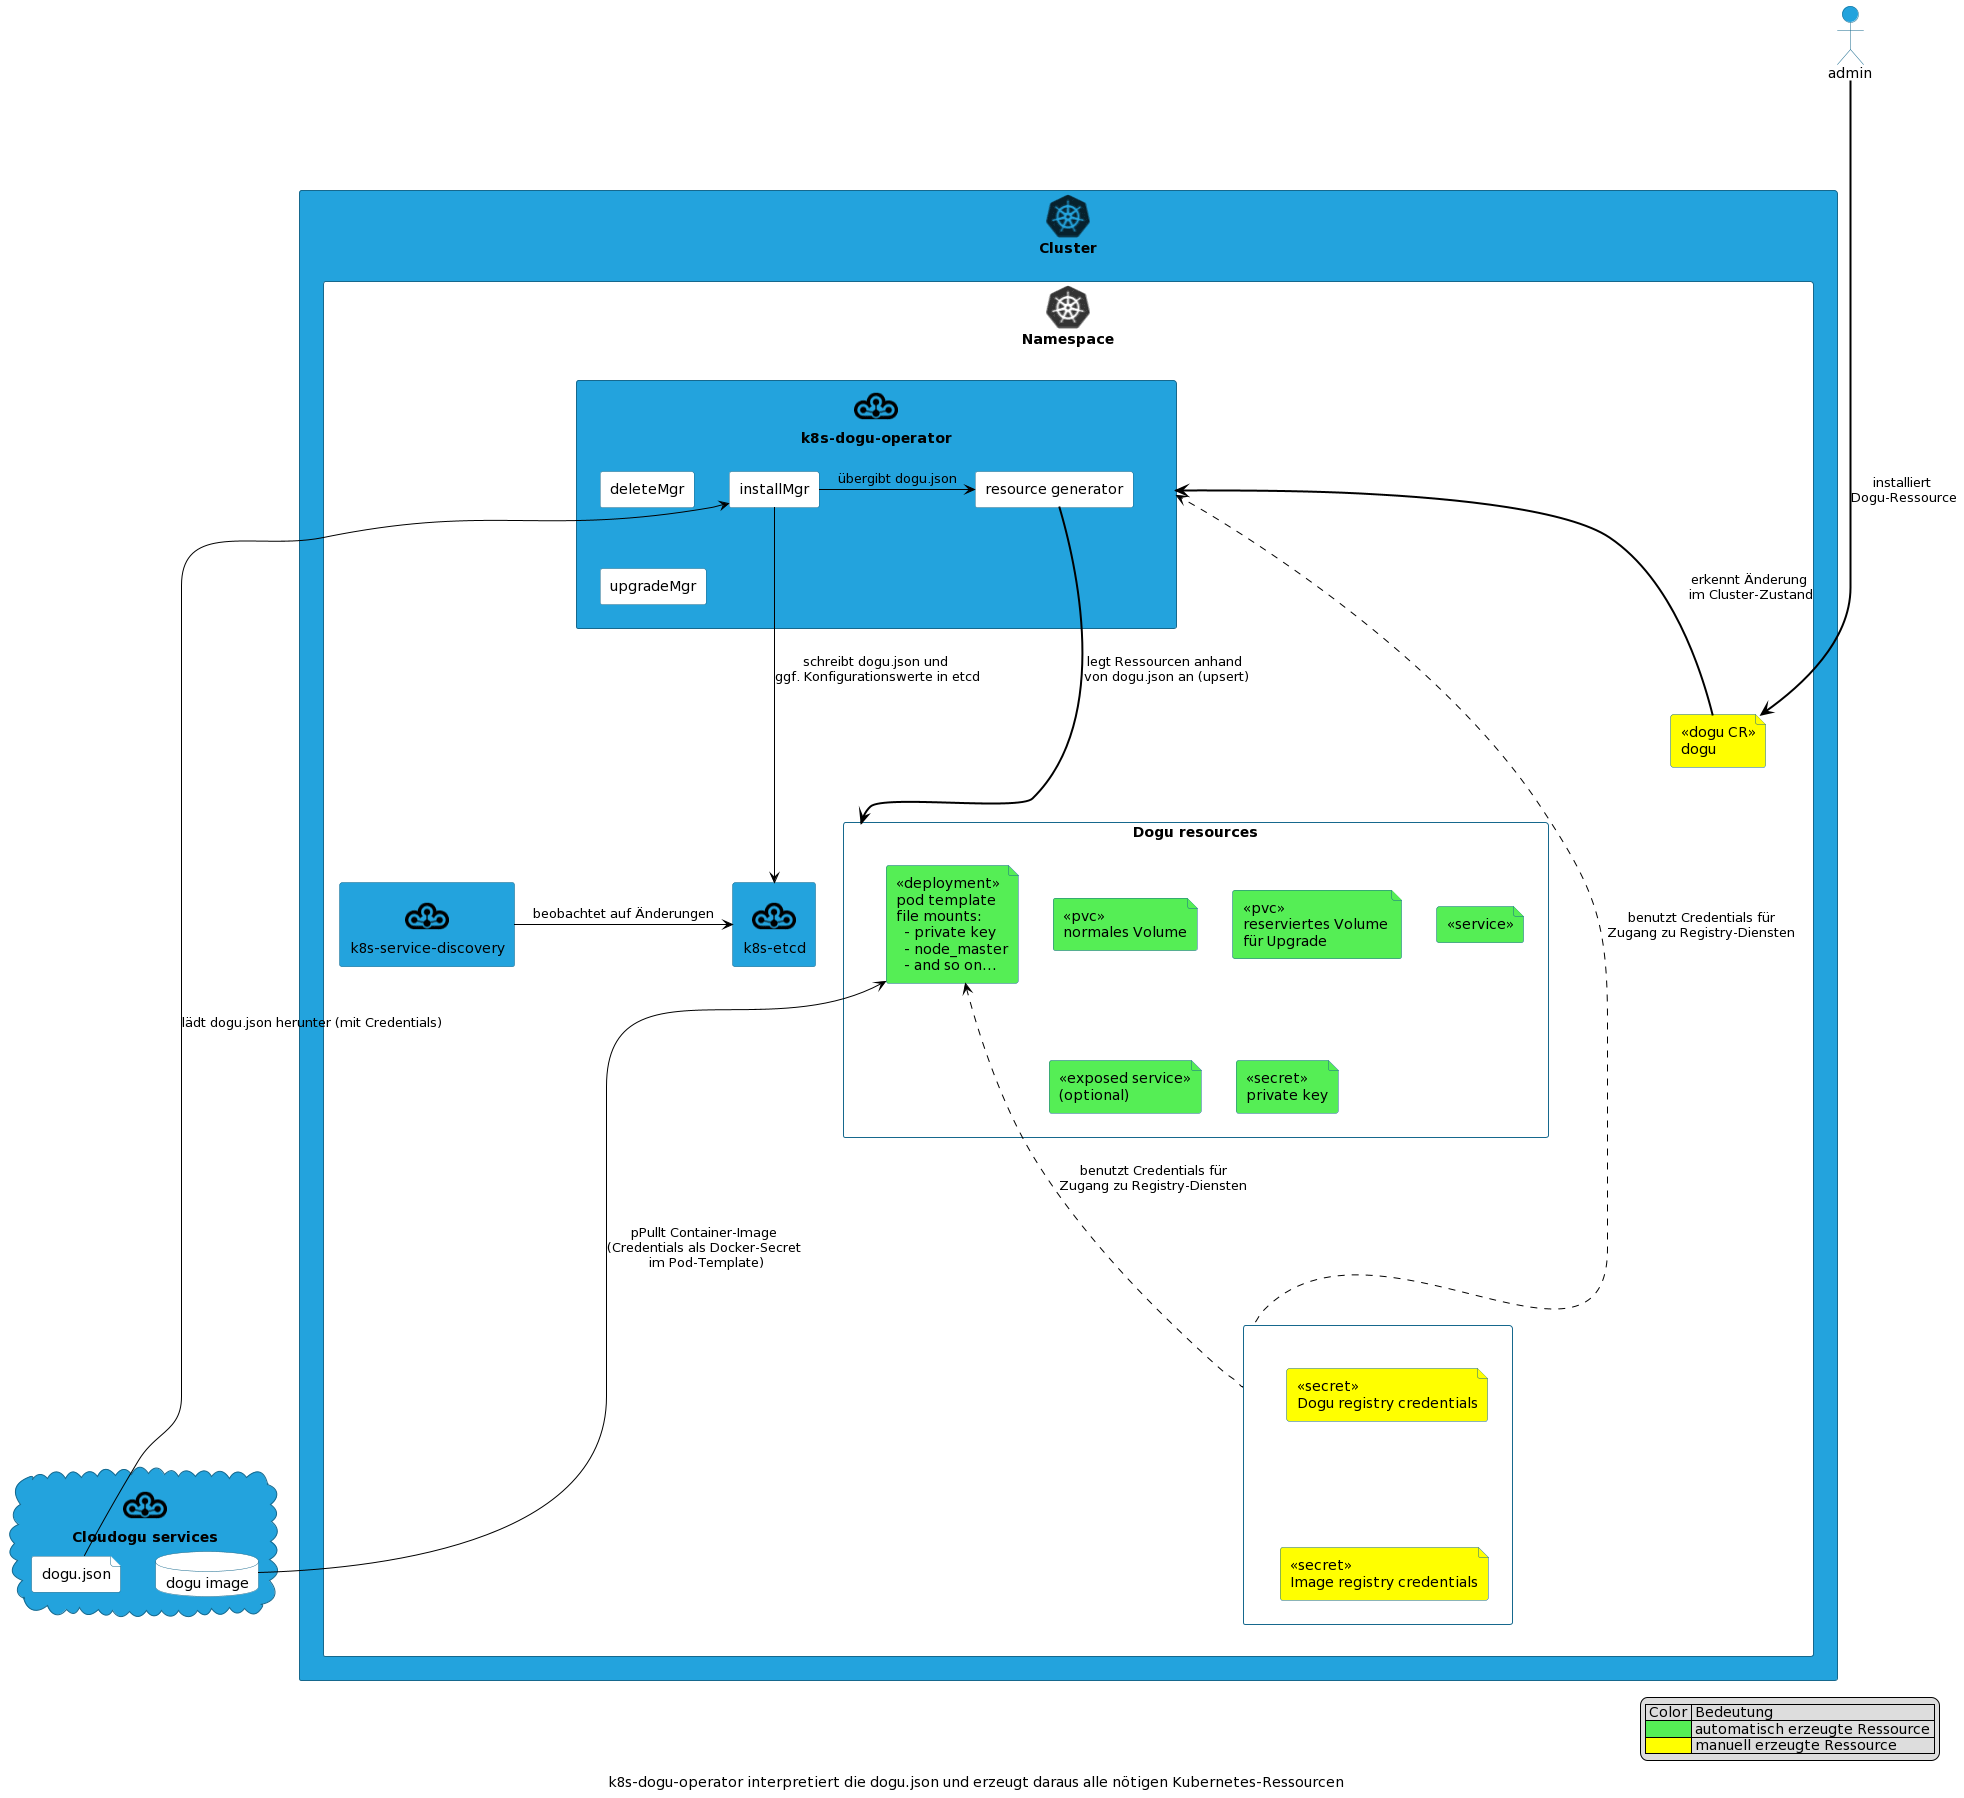 admin
Cluster
Namespace
k8s-dogu-operator
deleteMgr
installMgr
übergibt dogu.json
resource generator
upgradeMgr
installiert
Dogu-Ressource
erkennt Änderung
im Cluster-Zustand
schreibt dogu.json und
ggf. Konfigurationswerte in etcd
legt Ressourcen anhand
von dogu.json an (upsert)
«dogu CR»
dogu
Dogu resources
«deployment»
pod template
file mounts:
- private key
- node_master
- and so on...
«pvc»
normales Volume
«pvc»
reserviertes Volume
für Upgrade
«service»
k8s-service-discovery
beobachtet auf Änderungen
k8s-etcd
benutzt Credentials für
Zugang zu Registry-Diensten
lädt dogu.json herunter (mit Credentials)
«exposed service»
(optional)
«secret»
private key
benutzt Credentials für
Zugang zu Registry-Diensten
pPullt Container-Image
(Credentials als Docker-Secret
im Pod-Template)
«secret»
Dogu registry credentials
«secret»
Image registry credentials
Cloudogu services
dogu.json
dogu image
Color Bedeutung
automatisch erzeugte Ressource
manuell erzeugte Ressource
k8s-dogu-operator interpretiert die dogu.json und erzeugt daraus alle nötigen Kubernetes-Ressourcen